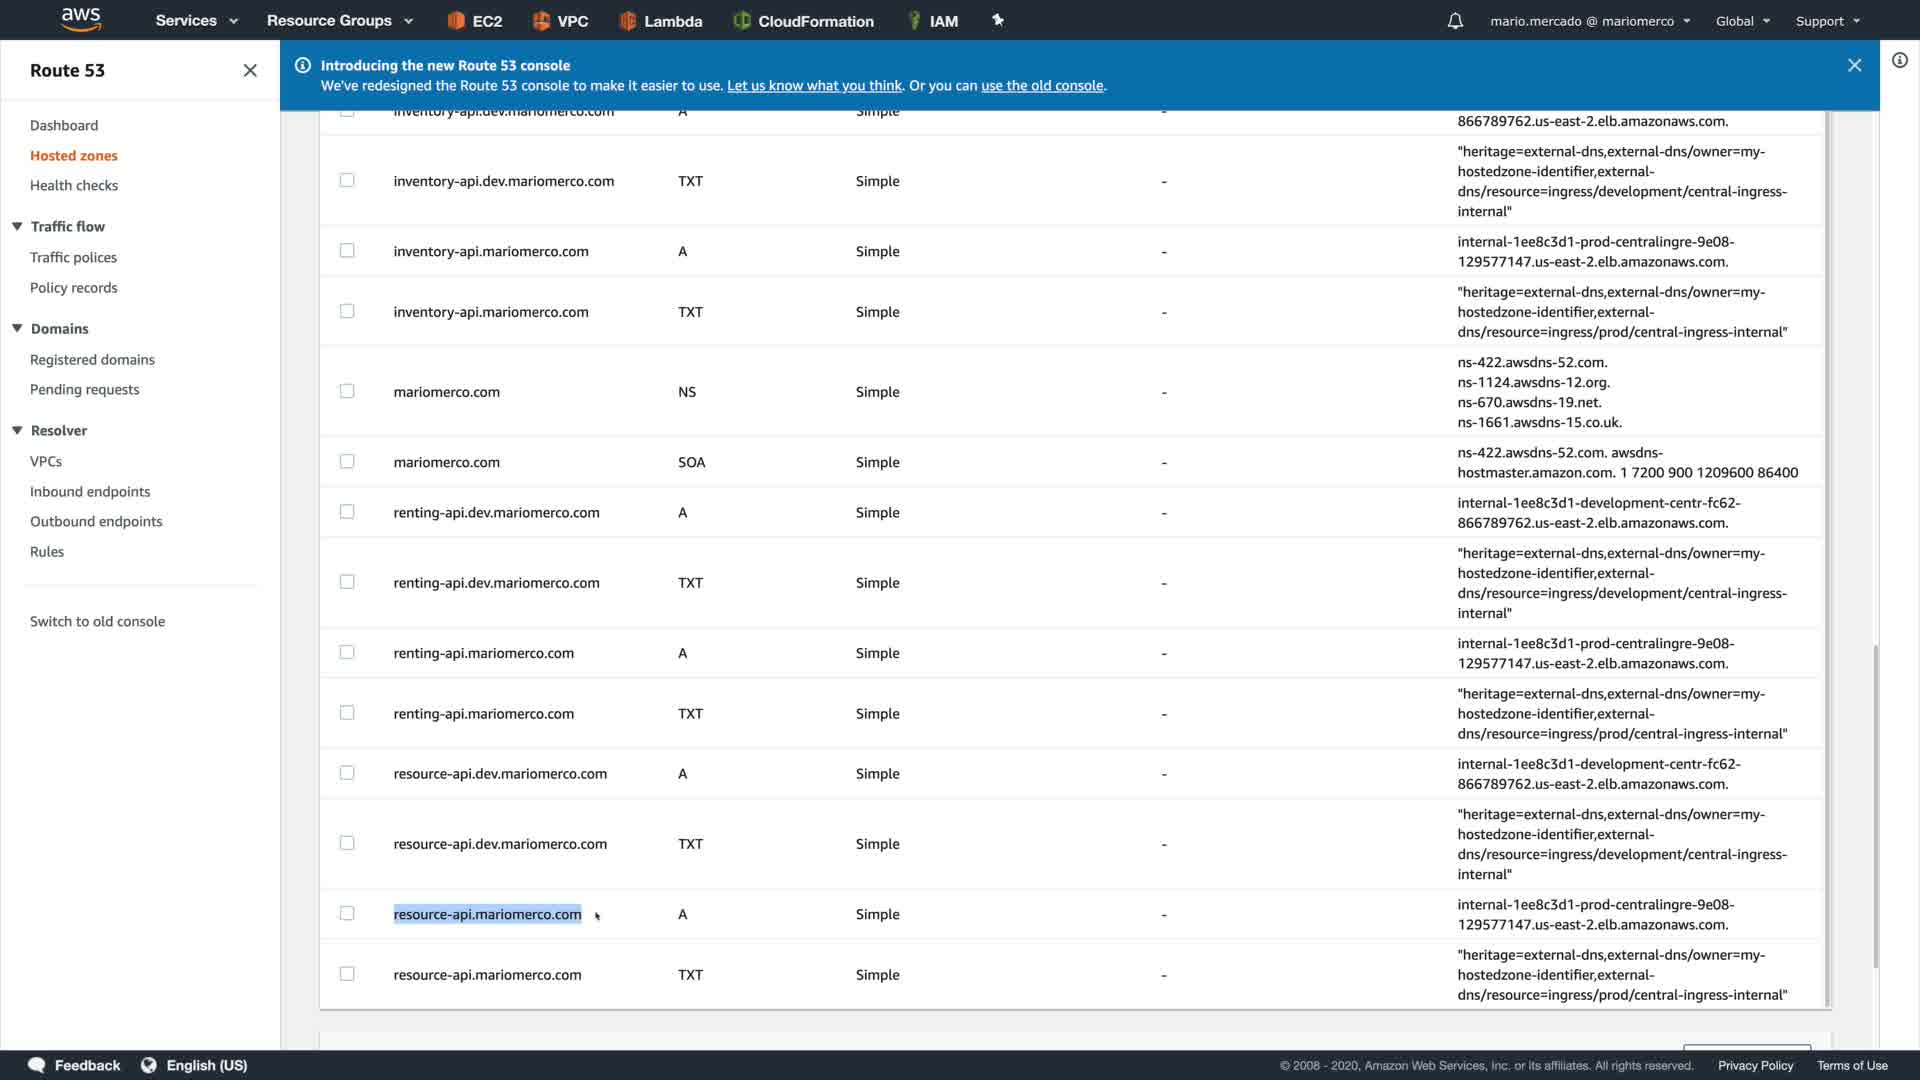 aws Services Resource Groups EC2 VPC Lambda CloudFormation IAM mario.mercado @ mariomerco Global Support
Route 53
Introducing the new Route 53 console
We've redesigned the Route 53 console to make it easier to use. Let us know what you think. Or you can use the old console.
Dashboard
Hosted zones
Health checks
Traffic flow
Traffic polices
Policy records
Domains
Registered domains
Pending requests
Resolver
VPCs
Inbound endpoints
Outbound endpoints
Rules
Switch to old console
inventory-api.dev.mariomerco.com A Simple -
866789762.us-east-2.elb.amazonaws.com.
inventory-api.dev.mariomerco.com TXT Simple -
"heritage=external-dns,external-dns/owner=my-
hostedzone-identifier,external-
dns/resource=ingress/development/central-ingress-
internal"
inventory-api.mariomerco.com A Simple -
internal-1ee8c3d1-prod-centralingre-9e08-
129577147.us-east-2.elb.amazonaws.com.
inventory-api.mariomerco.com TXT Simple -
"heritage=external-dns,external-dns/owner=my-
hostedzone-identifier,external-
dns/resource=ingress/prod/central-ingress-internal"
mariomerco.com NS Simple -
ns-422.awsdns-52.com.
ns-1124.awsdns-12.org.
ns-670.awsdns-19.net.
ns-1661.awsdns-15.co.uk.
mariomerco.com SOA Simple -
ns-422.awsdns-52.com. awsdns-
hostmaster.amazon.com. 1 7200 900 1209600 86400
renting-api.dev.mariomerco.com A Simple -
internal-1ee8c3d1-development-centr-fc62-
866789762.us-east-2.elb.amazonaws.com.
renting-api.dev.mariomerco.com TXT Simple -
"heritage=external-dns,external-dns/owner=my-
hostedzone-identifier,external-
dns/resource=ingress/development/central-ingress-
internal"
renting-api.mariomerco.com A Simple -
internal-1ee8c3d1-prod-centralingre-9e08-
129577147.us-east-2.elb.amazonaws.com.
renting-api.mariomerco.com TXT Simple -
"heritage=external-dns,external-dns/owner=my-
hostedzone-identifier,external-
dns/resource=ingress/prod/central-ingress-internal"
resource-api.dev.mariomerco.com A Simple -
internal-1ee8c3d1-development-centr-fc62-
866789762.us-east-2.elb.amazonaws.com.
resource-api.dev.mariomerco.com TXT Simple -
"heritage=external-dns,external-dns/owner=my-
hostedzone-identifier,external-
dns/resource=ingress/development/central-ingress-
internal"
resource-api.mariomerco.com A Simple -
internal-1ee8c3d1-prod-centralingre-9e08-
129577147.us-east-2.elb.amazonaws.com.
resource-api.mariomerco.com TXT Simple -
"heritage=external-dns,external-dns/owner=my-
hostedzone-identifier,external-
dns/resource=ingress/prod/central-ingress-internal"
Feedback English (US) © 2008 - 2020, Amazon Web Services, Inc. or its affiliates. All rights reserved. Privacy Policy Terms of Use